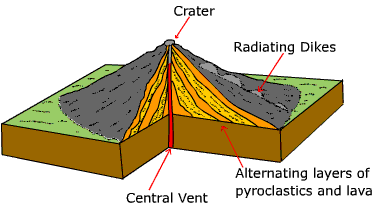 Crater
Radiating Dikes
Alternating layers of
pyroclastics and lava
Central Vent